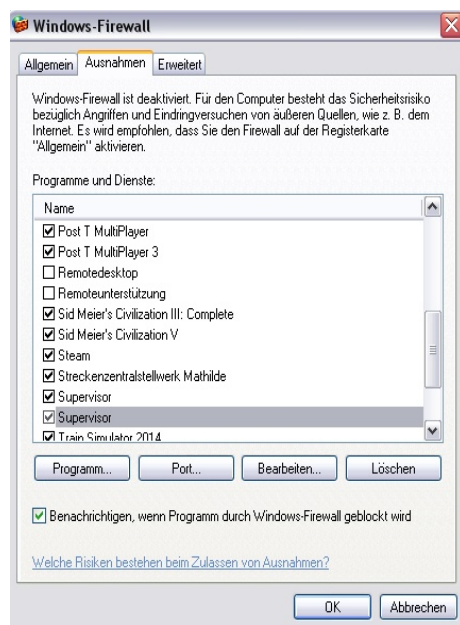 Windows-Firewall
Allgemein Ausnahmen Erweitert
Windows-Firewall ist deaktiviert. Für den Computer besteht das Sicherheitsrisiko
bezüglich Angriffen und Eindringversuchen von äußeren Quellen, wie z. B. dem
Internet. Es wird empfohlen, dass Sie den Firewall auf der Registerkarte
"Allgemein" aktivieren.
Programme und Dienste:
Name
Post T MultiPlayer
Post T MultiPlayer 3
Remotedesktop
Remoteunterstützung
Sid Meier's Civilization III: Complete
Sid Meier's Civilization V
Steam
Streckenzentralstellwerk Mathilde
Supervisor
Supervisor
Train Simulator 2014
Programm... Port... Bearbeiten... Löschen
Benachrichtigen, wenn Programm durch Windows-Firewall geblockt wird
Welche Risiken bestehen beim Zulassen von Ausnahmen?
OK Abbrechen